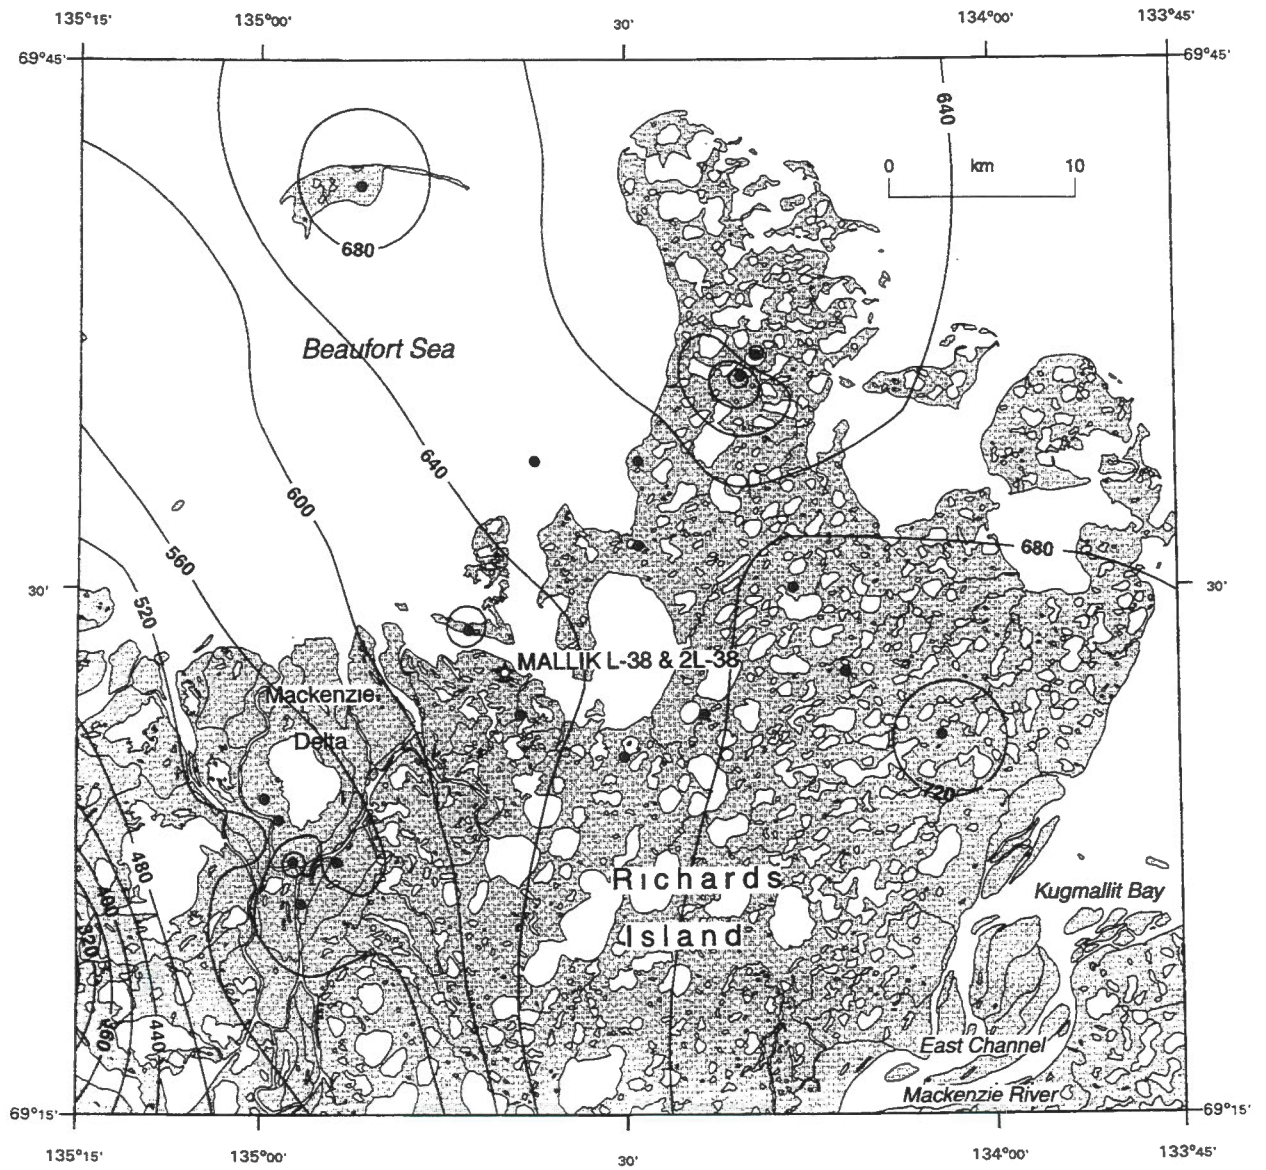 135°15' 135°00' 30' 134°00' 133°45'
69°45' 69°45'
640
0 km 10
680
Beaufort Sea
640
600
680
560
30' 30'
520
MALLIK L-38 & 2L-38
Mackenzie
Delta
720
480
400
Richards
Kugmallit Bay
320
Island
360
440
East Channel
Mackenzie River
69°15' 69°15'
135°15' 135°00' 30' 134°00' 133°45'